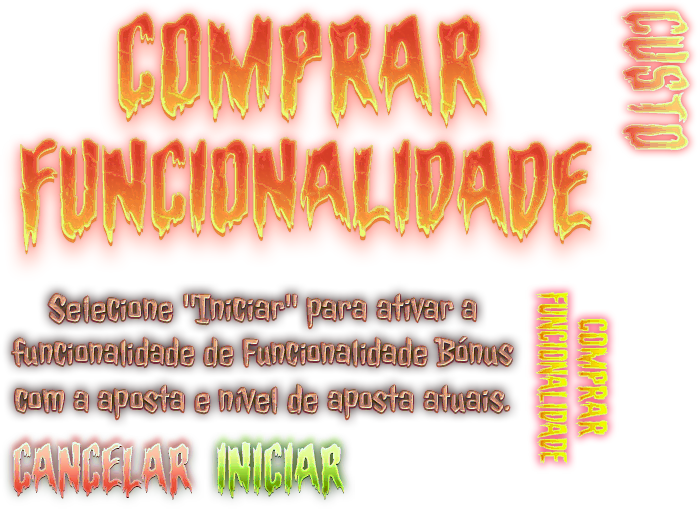 COMPRAR
FUNCIONALIDADE
CUSTO
Selecione "Iniciar" para ativar a
funcionalidade de Funcionalidade Bónus
com a aposta e nível de aposta atuais.
COMPRAR
FUNCIONALIDADE
CANCELAR INICIAR